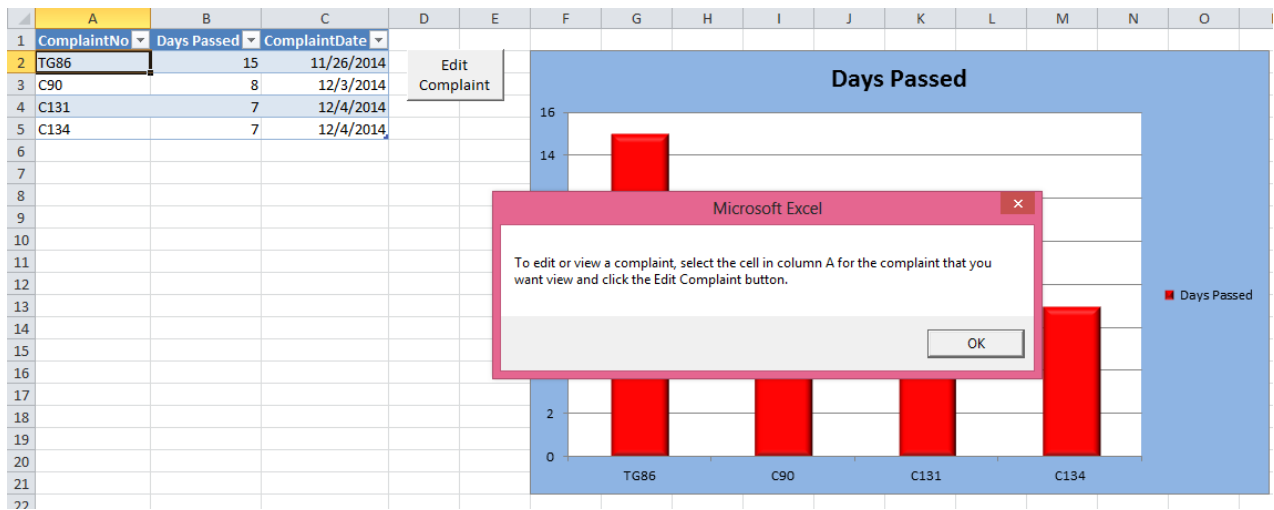 A B C D E F G H I J K L M N O
1 ComplaintNo Days Passed ComplaintDate
2 TG86 15 11/26/2014
3 C90 8 12/3/2014
4 C131 7 12/4/2014
5 C134 7 12/4/2014
6
7
8
9
10
11
12
13
14
15
16
17
18
19
20
21
22
Edit
Complaint
Days Passed
16
14
2
0
TG86 C90 C131 C134
Days Passed
Microsoft Excel
To edit or view a complaint, select the cell in column A for the complaint that you
want view and click the Edit Complaint button.
OK